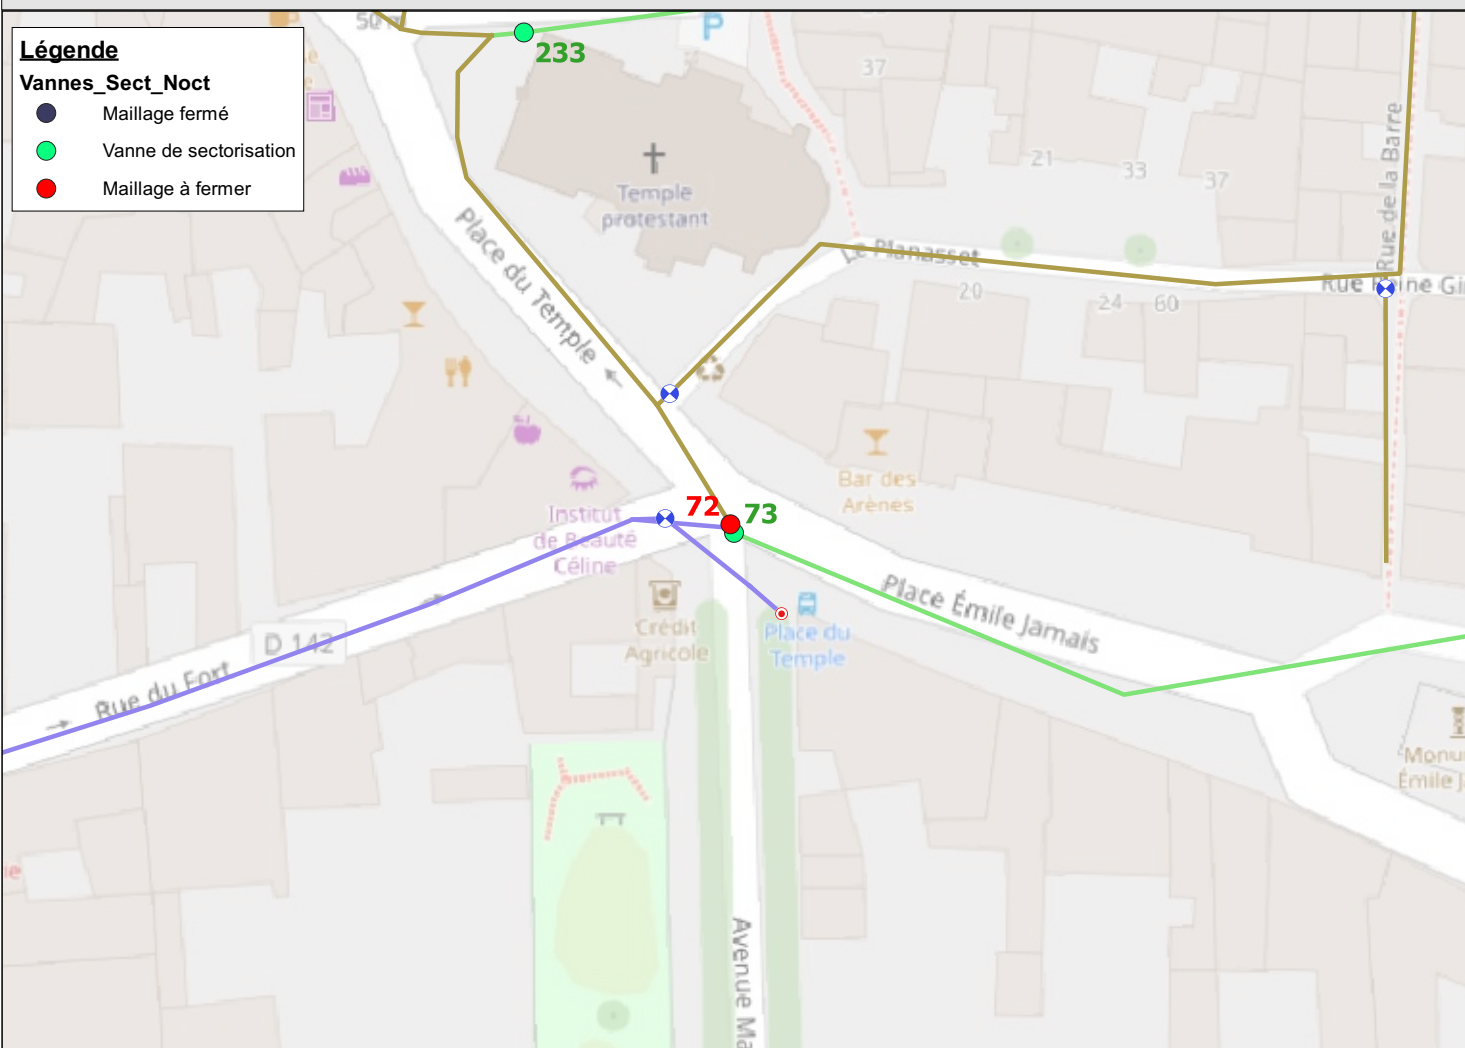 Légende
Vannes_Sect_Noct
Maillage fermé
Vanne de sectorisation
Maillage à fermer
233
P
37
21
33
37
Rue de la Barre
Temple
protestant
Place du Temple
Le Planasset
20
24
60
Bar des
Arènes
72
73
Institut
de Beauté
Céline
Place Émile Jamais
Crédit
Agricole
Place du
Temple
D 142
Rue du Fort